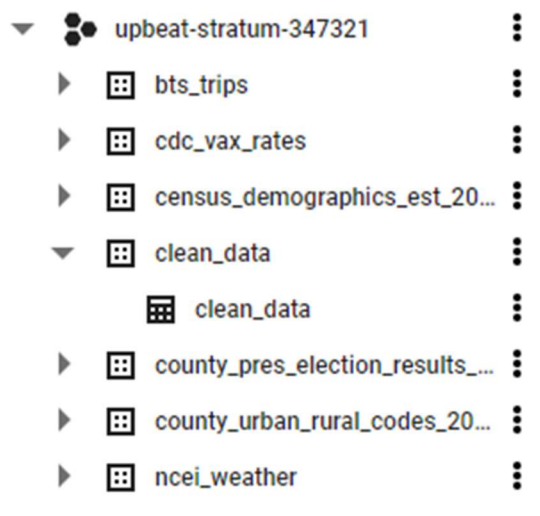 upbeat-stratum-347321
bts_trips
cdc_vax_rates
census_demographics_est_20...
clean_data
clean_data
county_pres_election_results_...
county_urban_rural_codes_20...
ncei_weather